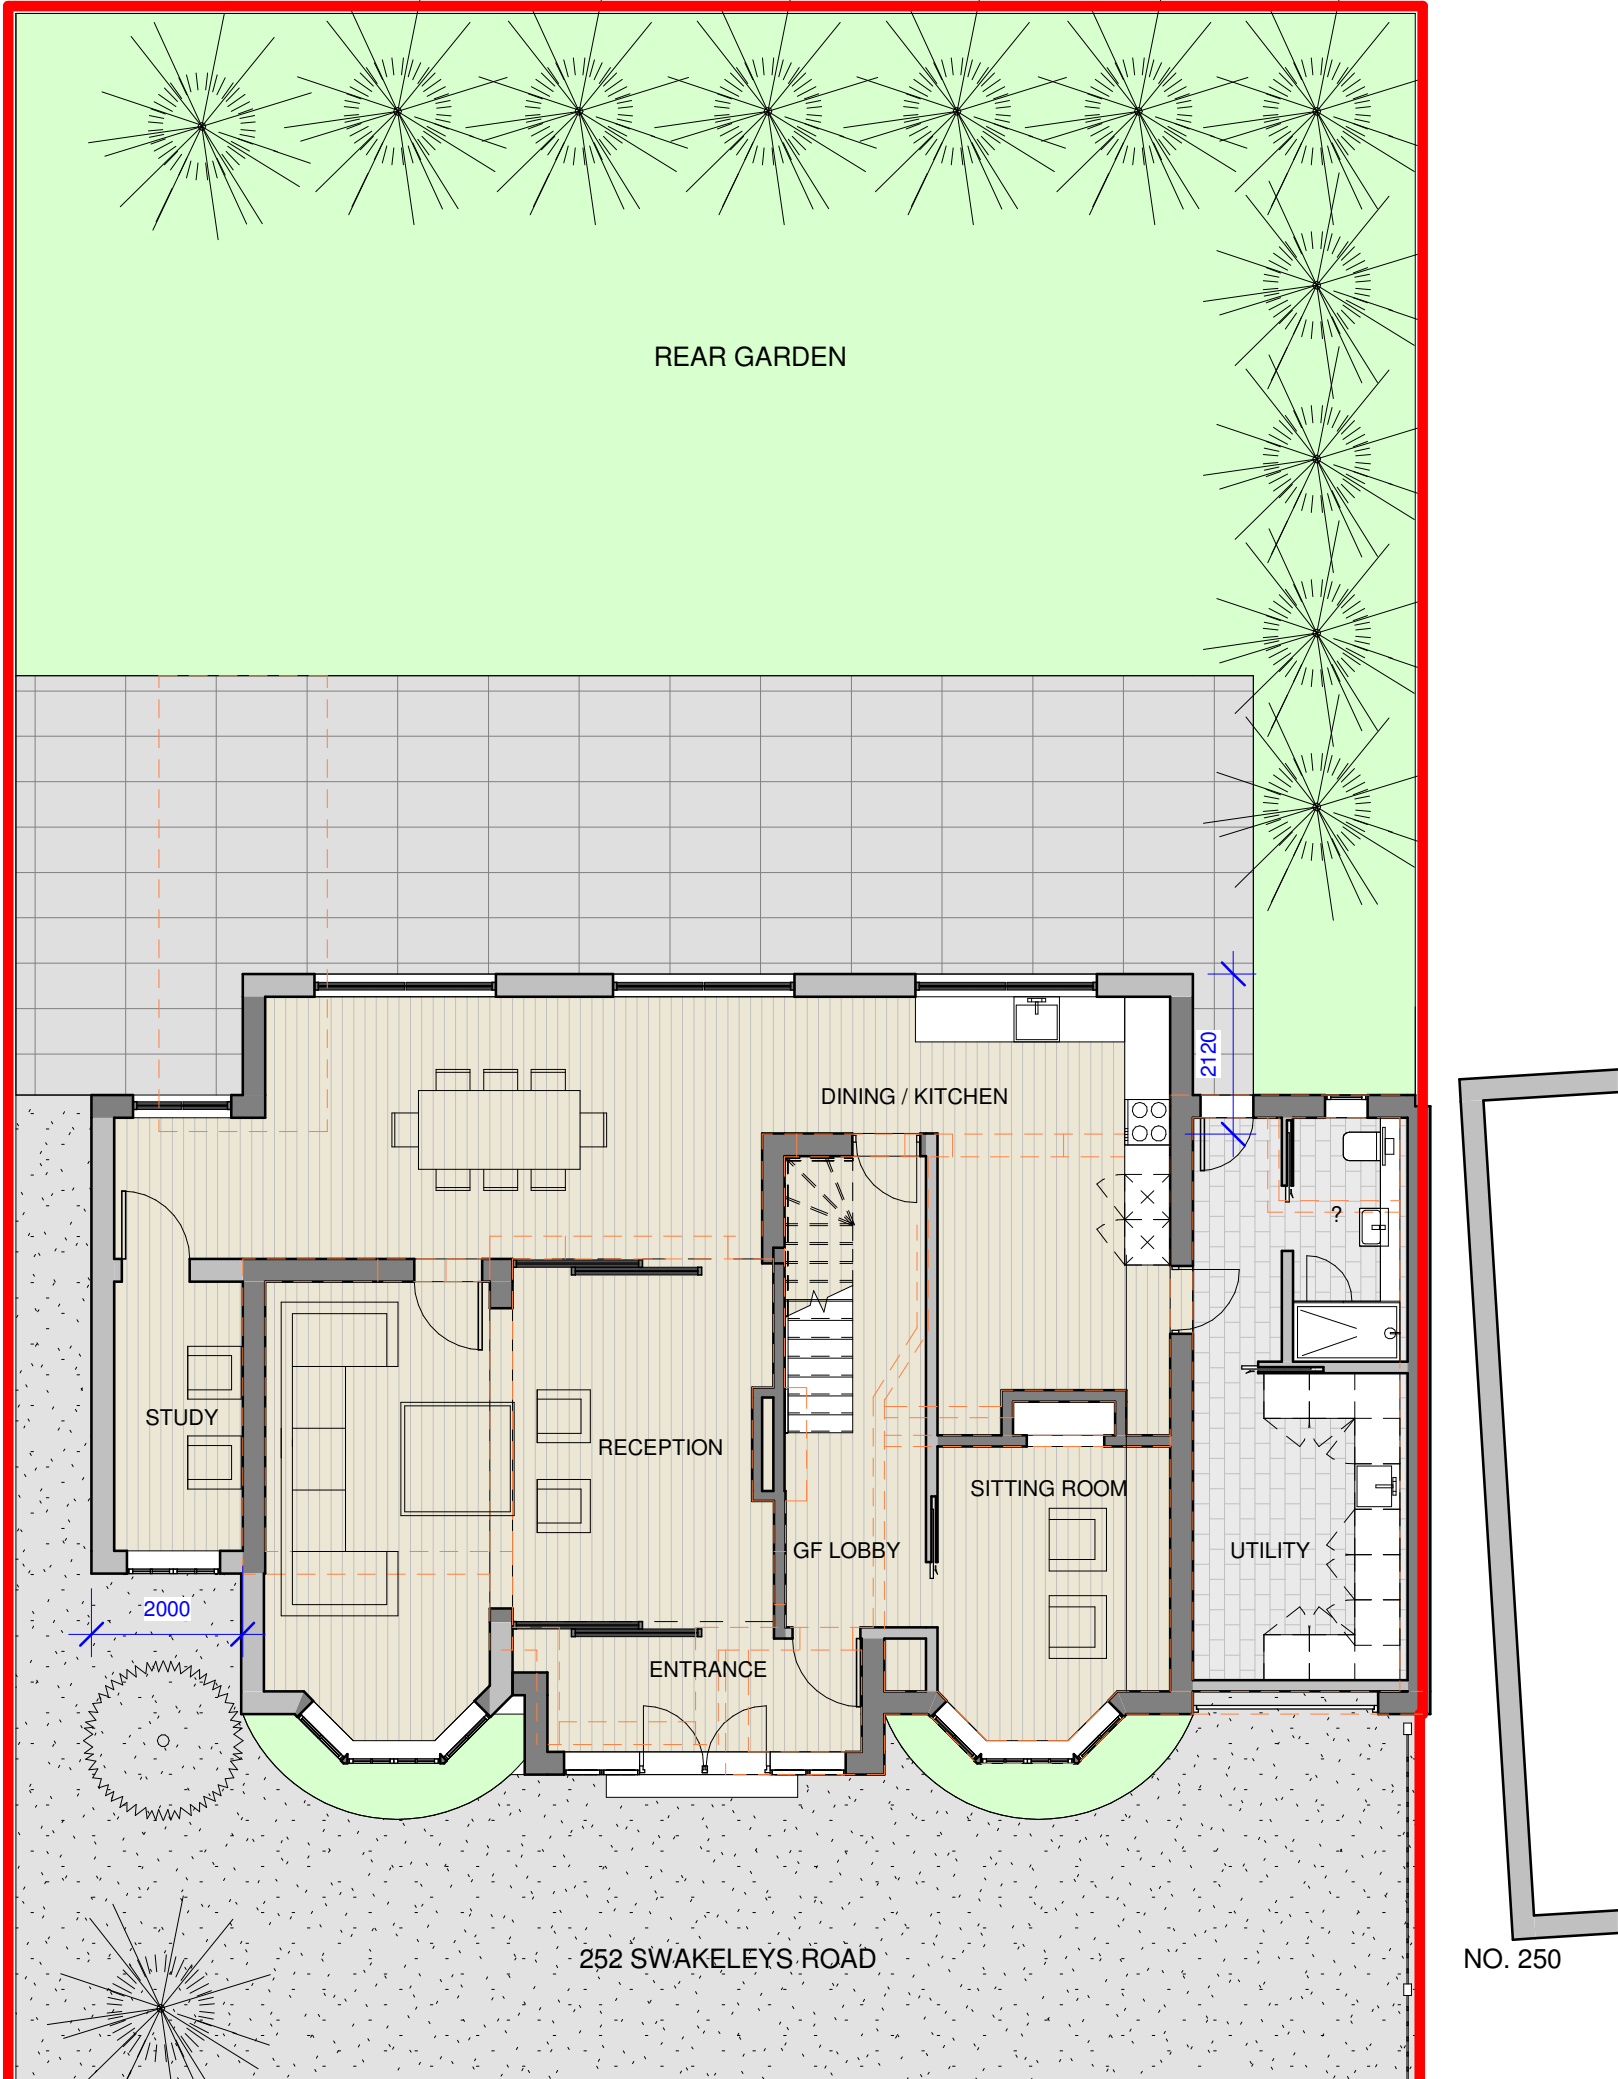 REAR GARDEN
2120
DINING / KITCHEN
?
STUDY
RECEPTION
SITTING ROOM
GF LOBBY
UTILITY
2000
ENTRANCE
252 SWAKELEYS ROAD
NO. 250